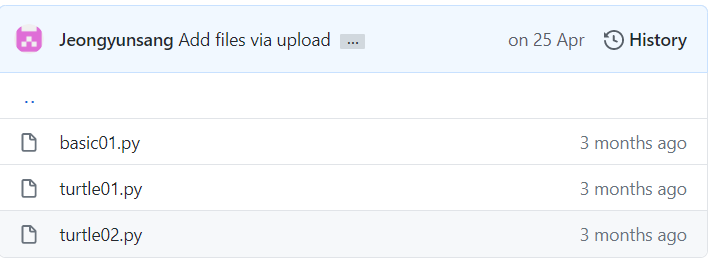 Jeongyunsang Add files via upload ... on 25 Apr History
..
basic01.py 3 months ago
turtle01.py 3 months ago
turtle02.py 3 months ago